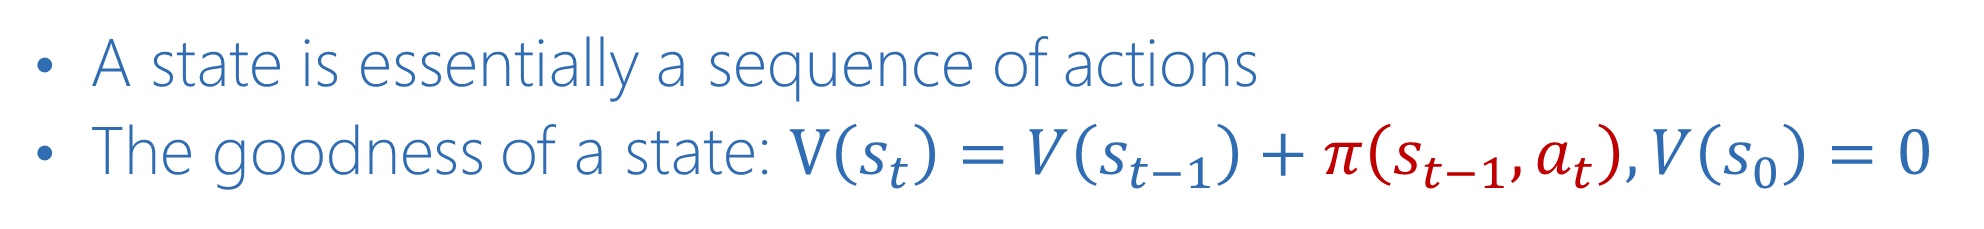 • A state is essentially a sequence of actions
• The goodness of a state: V(s_t) = V(s_{t−1}) + π(s_{t−1}, a_t), V(s_0) = 0